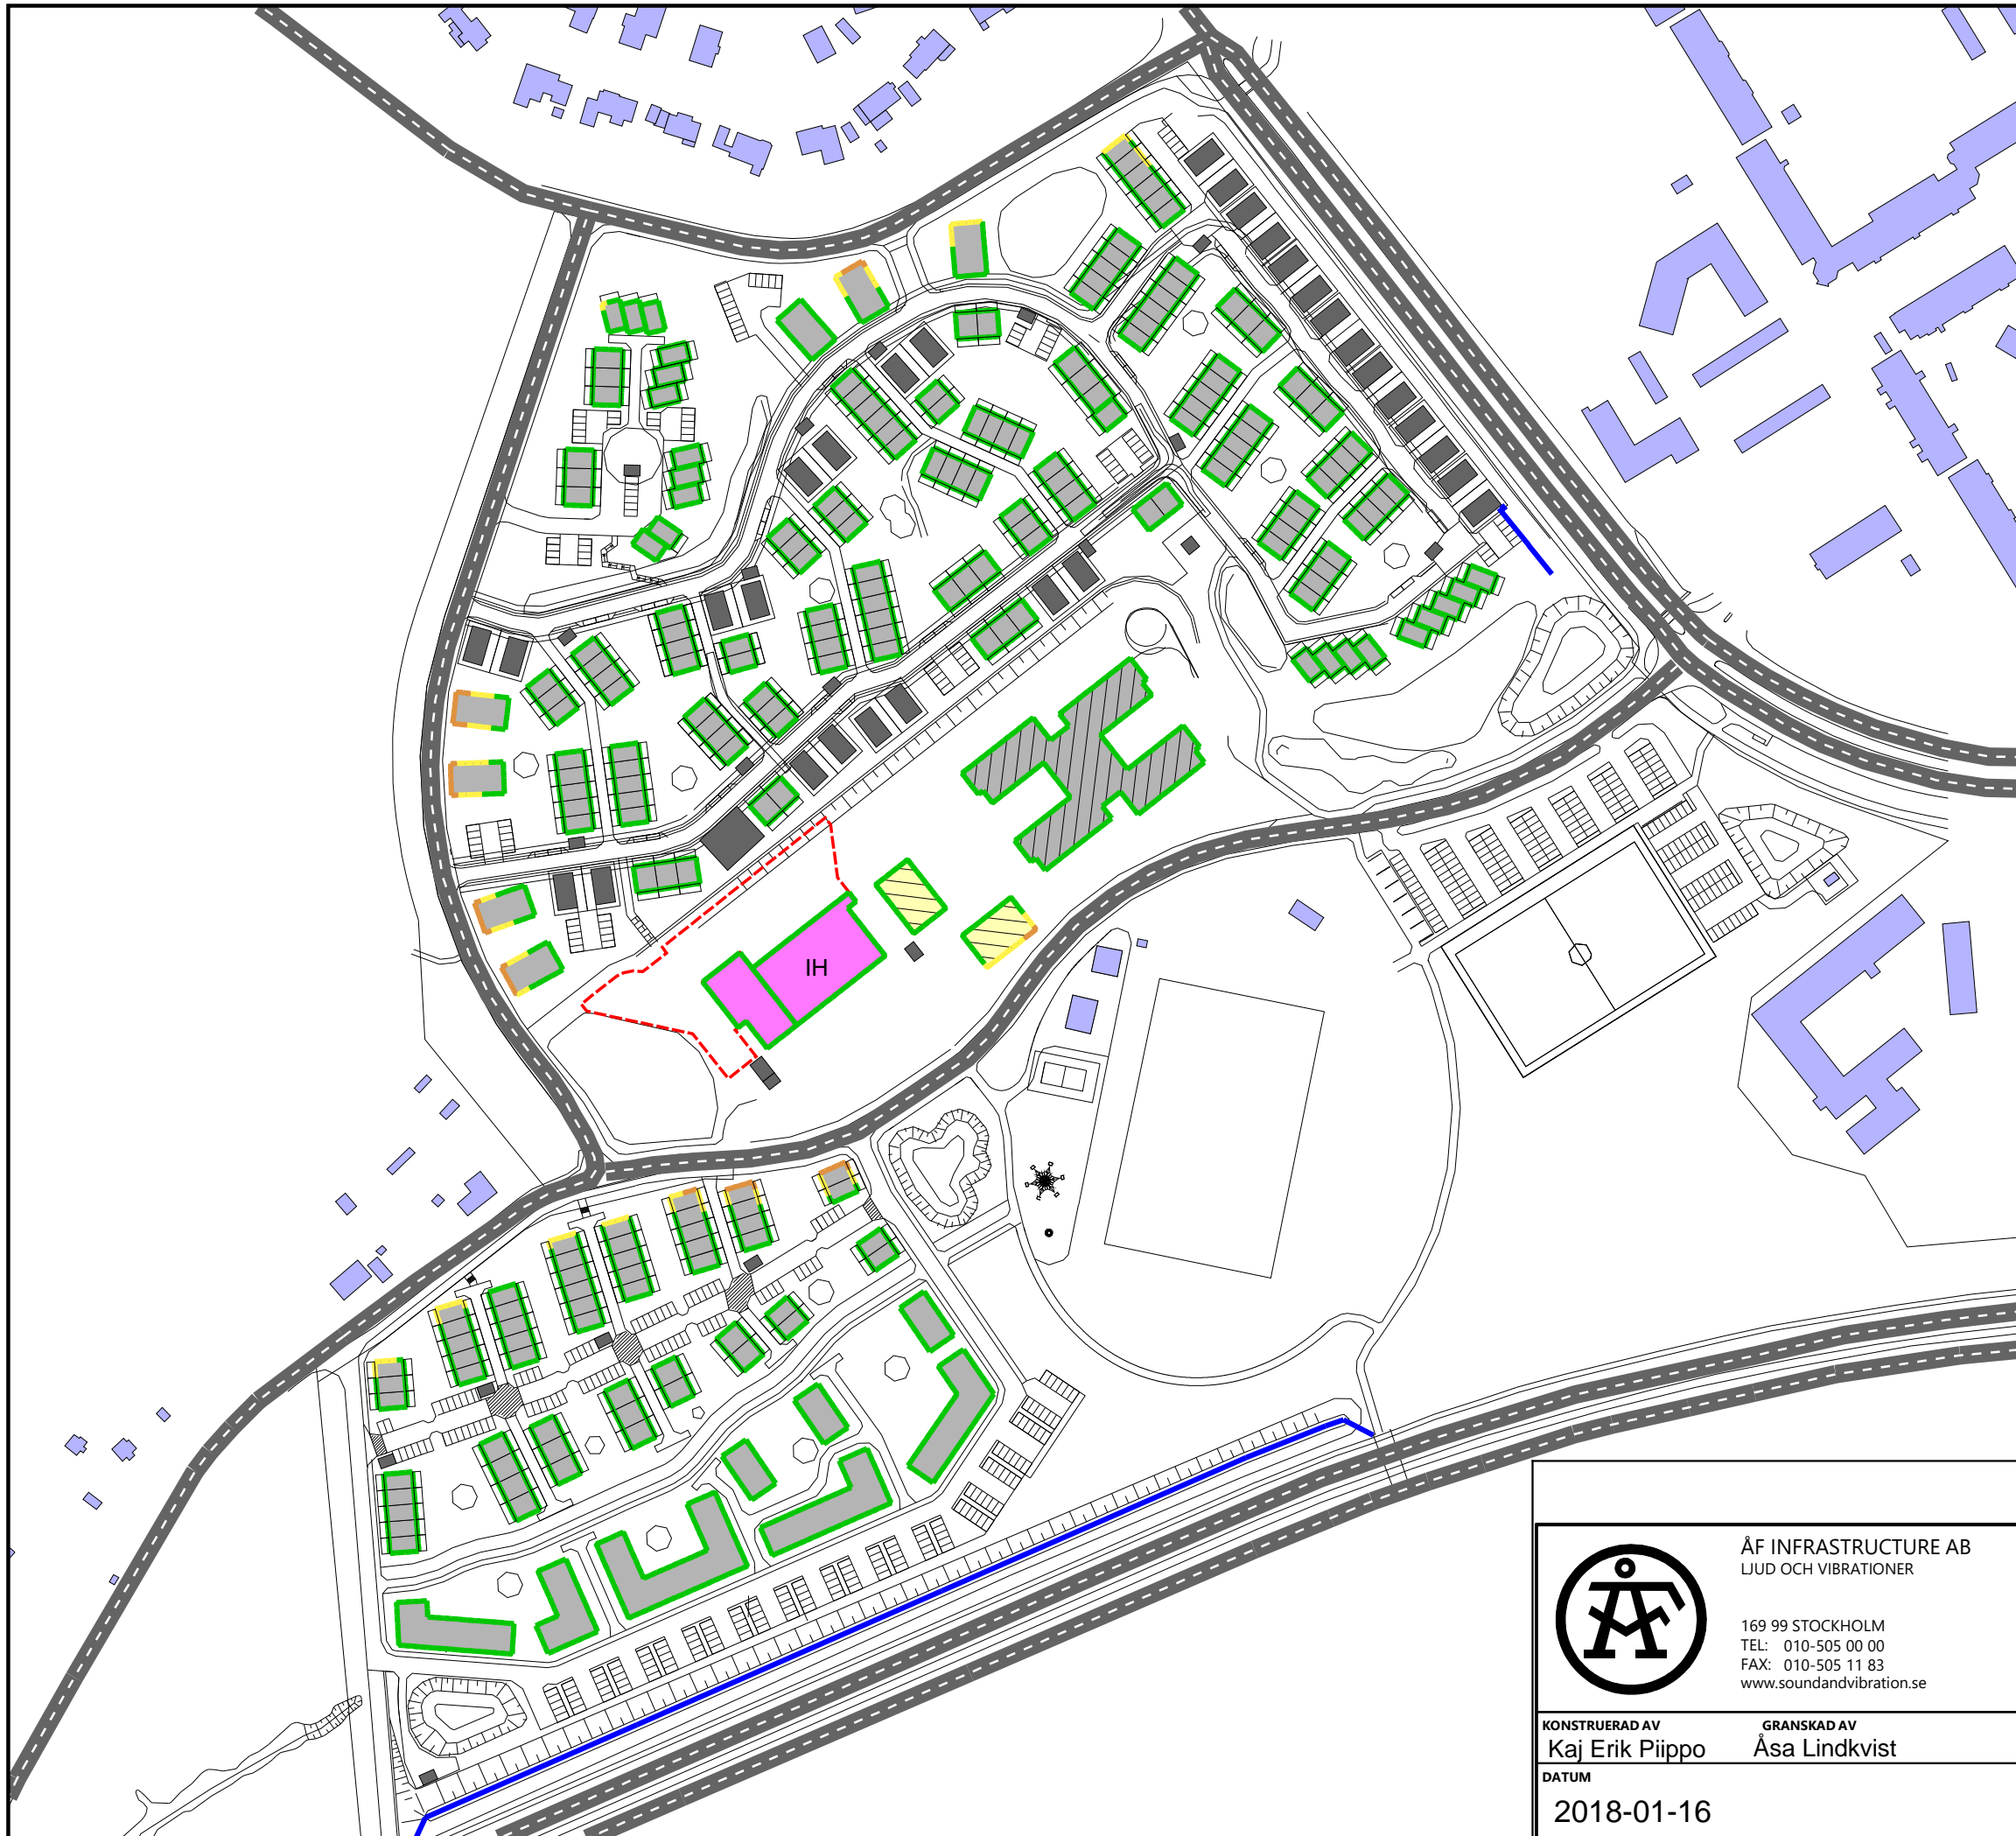 IH
ÅF INFRASTRUCTURE AB
LJUD OCH VIBRATIONER
169 99 STOCKHOLM
TEL: 010-505 00 00
FAX: 010-505 11 83
www.soundandvibration.se
KONSTRUERAD AV GRANSKAD AV
Kaj Erik Piippo Åsa Lindkvist
DATUM
2018-01-16